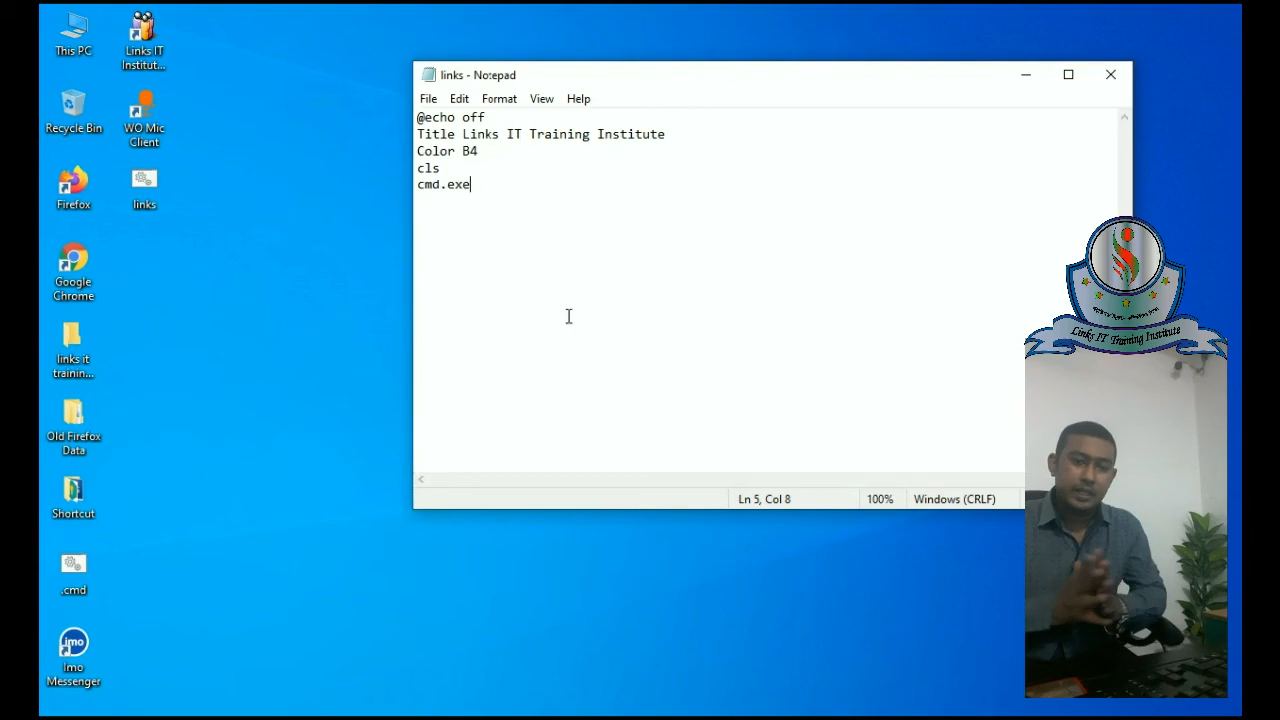 This PC
Links IT
Institut...
Recycle Bin
WO Mic
Client
Firefox
links
Google
Chrome
links it
trainin...
Old Firefox
Data
Shortcut
.cmd
imo
Imo
Messenger
links - Notepad
File Edit Format View Help
@echo off
Title Links IT Training Institute
Color B4
cls
cmd.exe
Ln 5, Col 8 100% Windows (CRLF)
Links IT Training Institute